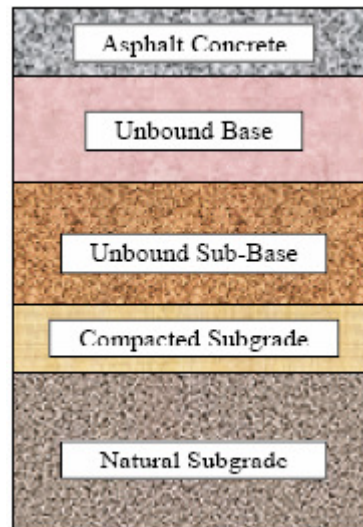 Asphalt Concrete
Unbound Base
Unbound Sub-Base
Compacted Subgrade
Natural Subgrade